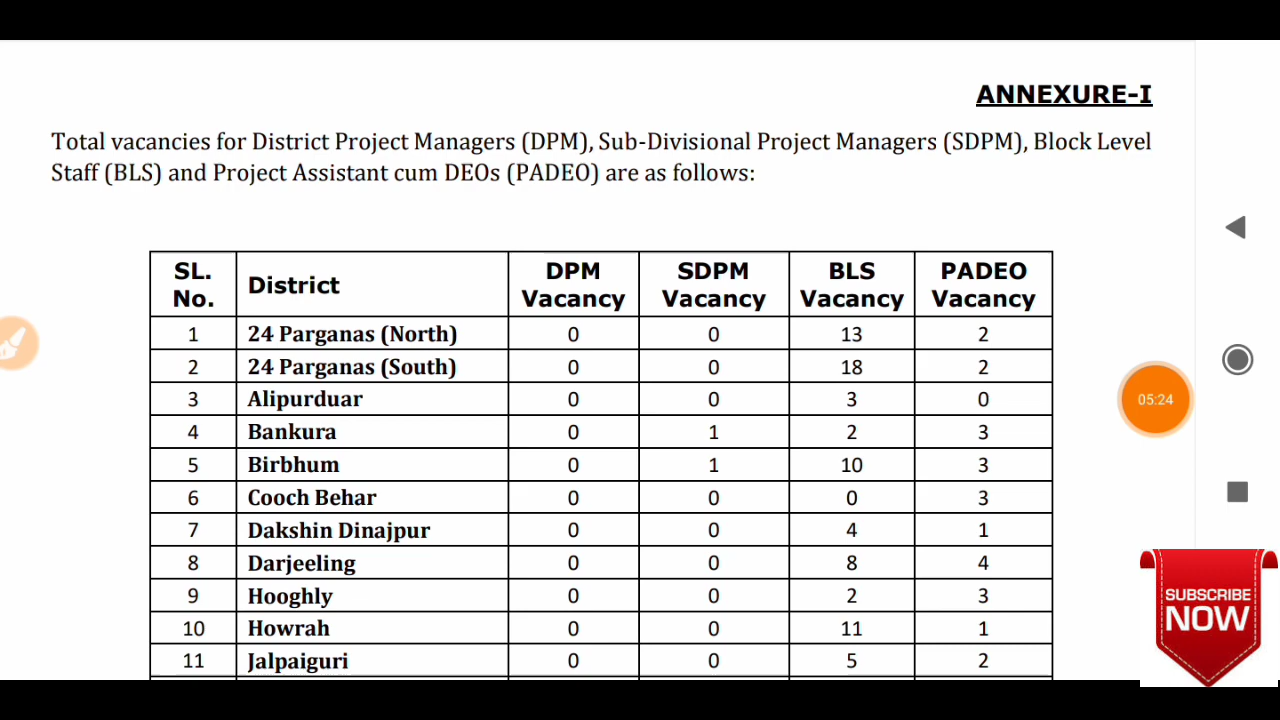 ANNEXURE-I
Total vacancies for District Project Managers (DPM), Sub-Divisional Project Managers (SDPM), Block Level
Staff (BLS) and Project Assistant cum DEOs (PADEO) are as follows:
SL. No. District DPM Vacancy SDPM Vacancy BLS Vacancy PADEO Vacancy
1 24 Parganas (North) 0 0 13 2
2 24 Parganas (South) 0 0 18 2
3 Alipurduar 0 0 3 0
4 Bankura 0 1 2 3
5 Birbhum 0 1 10 3
6 Cooch Behar 0 0 0 3
7 Dakshin Dinajpur 0 0 4 1
8 Darjeeling 0 0 8 4
9 Hooghly 0 0 2 3
10 Howrah 0 0 11 1
11 Jalpaiguri 0 0 5 2
05:24
SUBSCRIBE
NOW